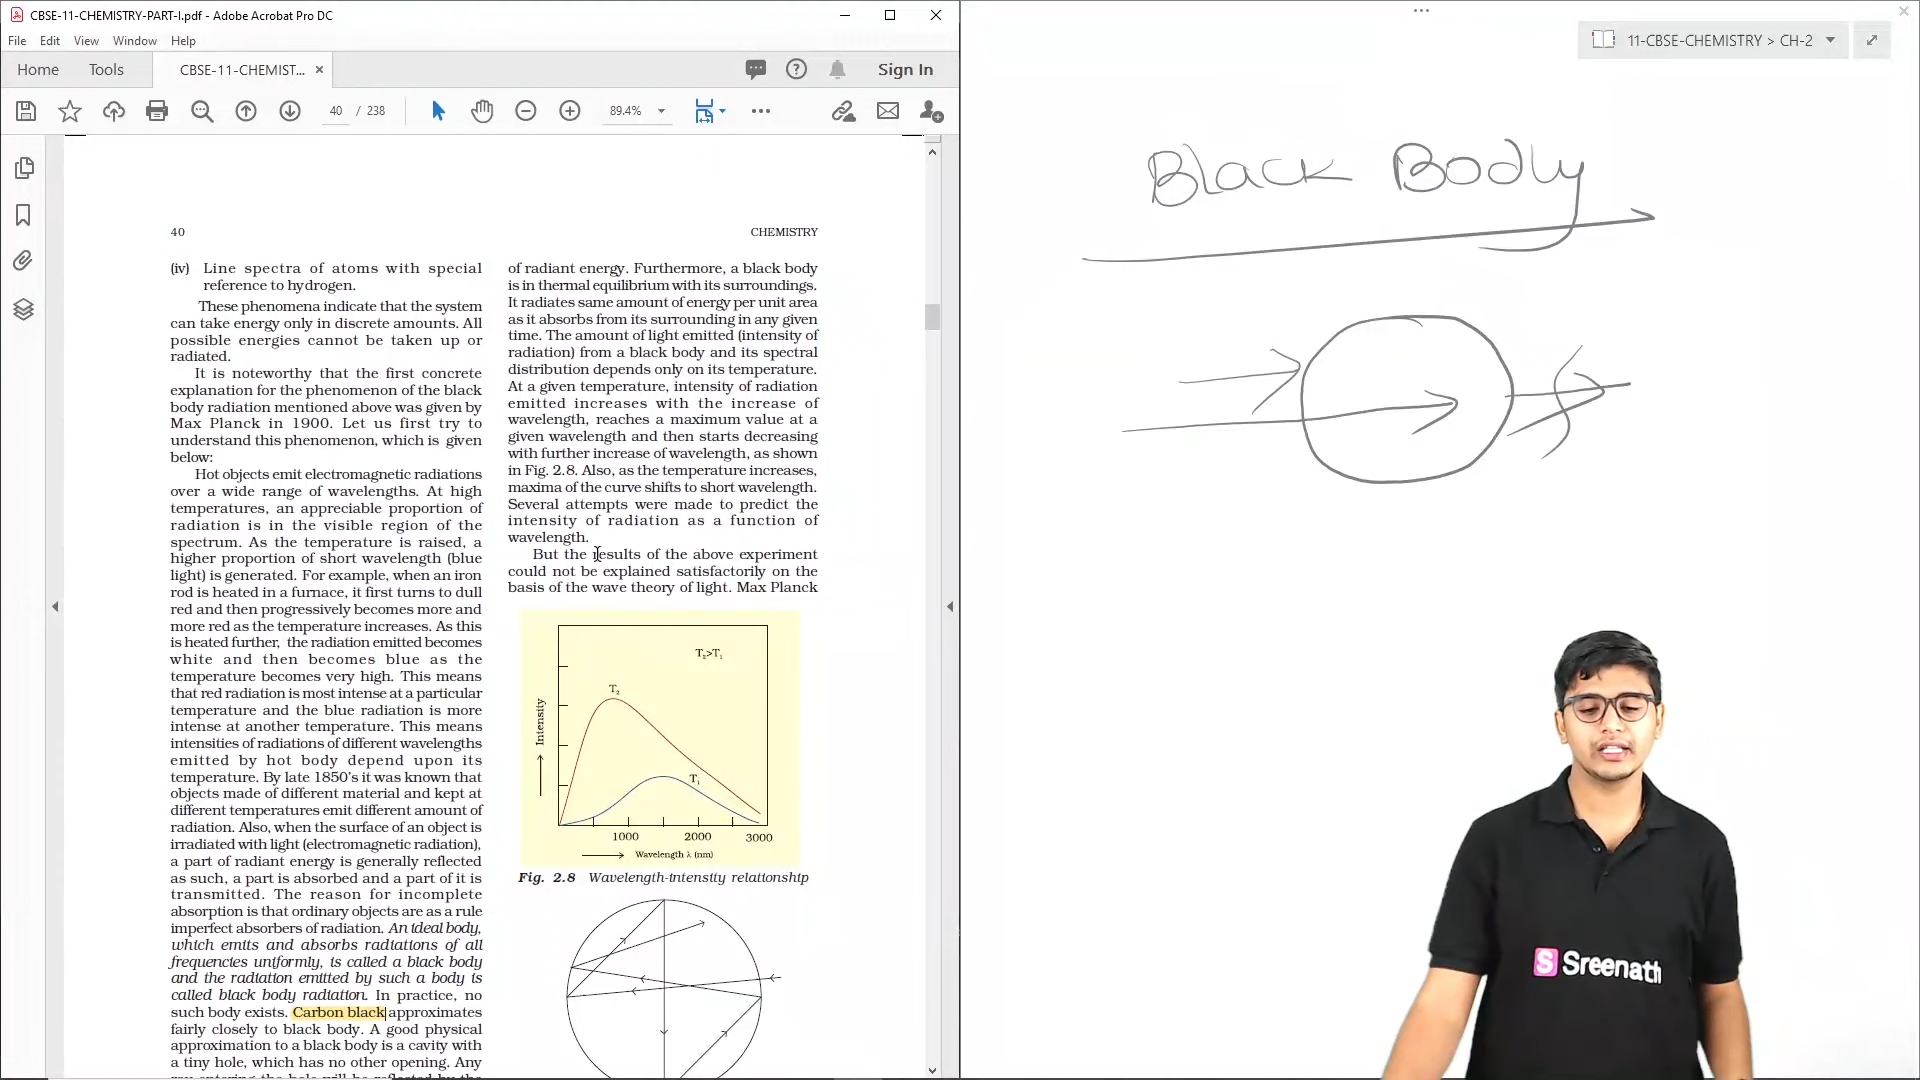 CBSE-11-CHEMISTRY-PART-I.pdf - Adobe Acrobat Pro DC
File Edit View Window Help
Home Tools CBSE-11-CHEMIST... × Sign In
40 / 238 89.4%
40 CHEMISTRY
(iv) Line spectra of atoms with special
reference to hydrogen.
These phenomena indicate that the system
can take energy only in discrete amounts. All
possible energies cannot be taken up or
radiated.
It is noteworthy that the first concrete
explanation for the phenomenon of the black
body radiation mentioned above was given by
Max Planck in 1900. Let us first try to
understand this phenomenon, which is given
below:
Hot objects emit electromagnetic radiations
over a wide range of wavelengths. At high
temperatures, an appreciable proportion of
radiation is in the visible region of the
spectrum. As the temperature is raised, a
higher proportion of short wavelength (blue
light) is generated. For example, when an iron
rod is heated in a furnace, it first turns to dull
red and then progressively becomes more and
more red as the temperature increases. As this
is heated further, the radiation emitted becomes
white and then becomes blue as the
temperature becomes very high. This means
that red radiation is most intense at a particular
temperature and the blue radiation is more
intense at another temperature. This means
intensities of radiations of different wavelengths
emitted by hot body depend upon its
temperature. By late 1850's it was known that
objects made of different material and kept at
different temperatures emit different amount of
radiation. Also, when the surface of an object is
irradiated with light (electromagnetic radiation),
a part of radiant energy is generally reflected
as such, a part is absorbed and a part of it is
transmitted. The reason for incomplete
absorption is that ordinary objects are as a rule
imperfect absorbers of radiation. An ideal body,
which emits and absorbs radiations of all
frequencies uniformly, is called a black body
and the radiation emitted by such a body is
called black body radiation. In practice, no
such body exists. Carbon black approximates
fairly closely to black body. A good physical
approximation to a black body is a cavity with
a tiny hole, which has no other opening. Any
of radiant energy. Furthermore, a black body
is in thermal equilibrium with its surroundings.
It radiates same amount of energy per unit area
as it absorbs from its surrounding in any given
time. The amount of light emitted (intensity of
radiation) from a black body and its spectral
distribution depends only on its temperature.
At a given temperature, intensity of radiation
emitted increases with the increase of
wavelength, reaches a maximum value at a
given wavelength and then starts decreasing
with further increase of wavelength, as shown
in Fig. 2.8. Also, as the temperature increases,
maxima of the curve shifts to short wavelength.
Several attempts were made to predict the
intensity of radiation as a function of
wavelength.
But the results of the above experiment
could not be explained satisfactorily on the
basis of the wave theory of light. Max Planck
T₂>T₁
T₂
T₁
Intensity
1000 2000 3000
Wavelength λ (nm)
Fig. 2.8 Wavelength-intensity relationship
11-CBSE-CHEMISTRY > CH-2
Black Body
S Sreenath